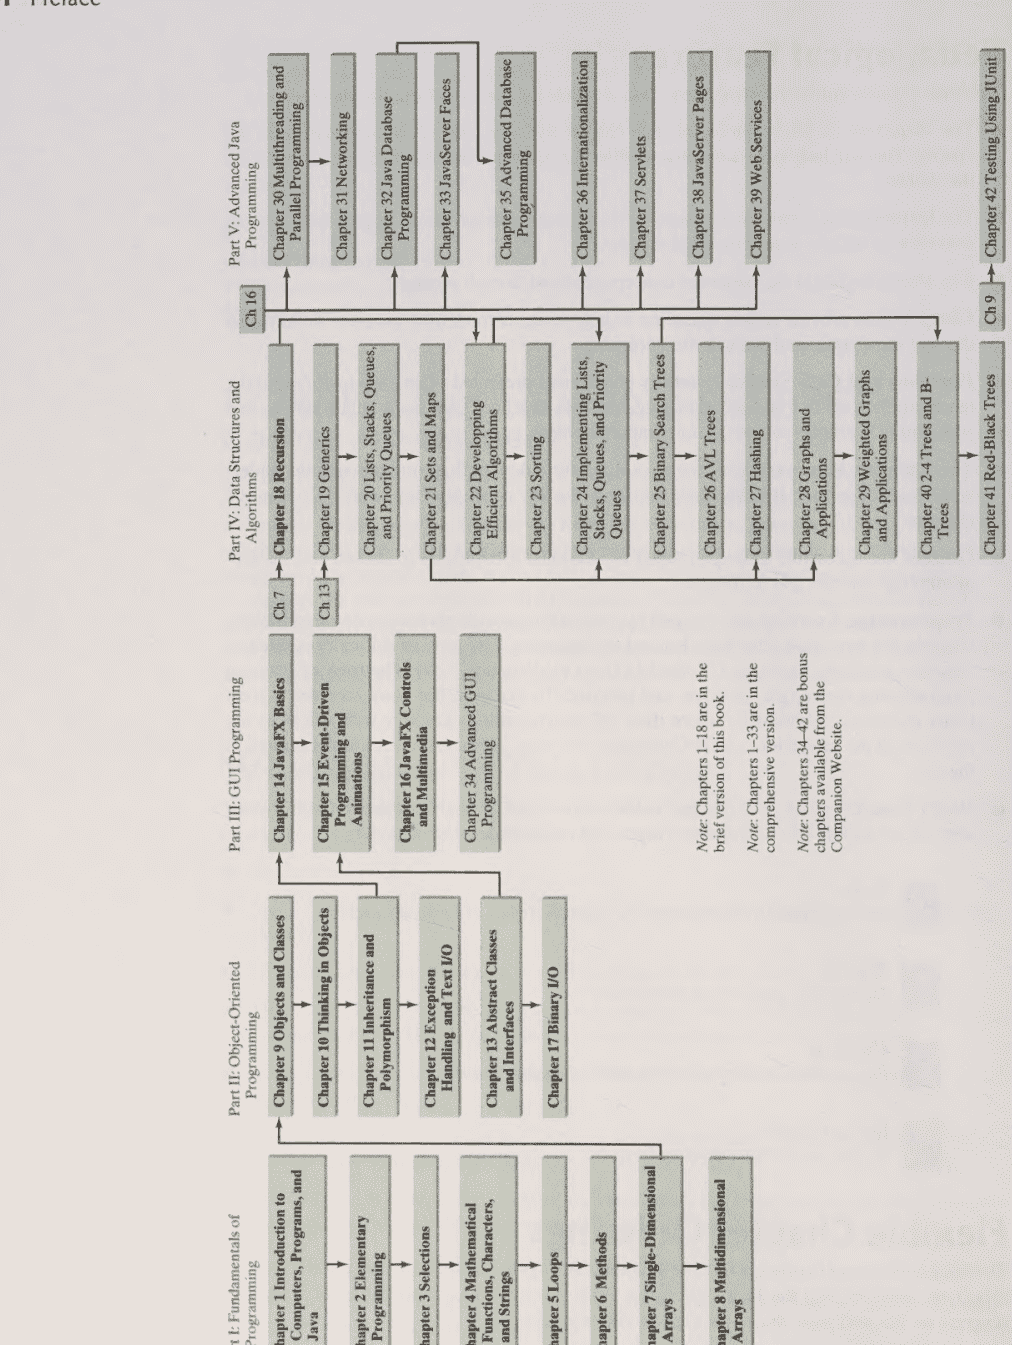 Preface
Part I: Fundamentals of
Programming
Chapter 1 Introduction to
Computers, Programs, and
Java
Chapter 2 Elementary
Programming
Chapter 3 Selections
Chapter 4 Mathematical
Functions, Characters,
and Strings
Chapter 5 Loops
Chapter 6 Methods
Chapter 7 Single-Dimensional
Arrays
Chapter 8 Multidimensional
Arrays
Part II: Object-Oriented
Programming
Chapter 9 Objects and Classes
Chapter 10 Thinking in Objects
Chapter 11 Inheritance and
Polymorphism
Chapter 12 Exception
Handling and Text I/O
Chapter 13 Abstract Classes
and Interfaces
Chapter 17 Binary I/O
Part III: GUI Programming
Chapter 14 JavaFX Basics
Chapter 15 Event-Driven
Programming and
Animations
Chapter 16 JavaFX Controls
and Multimedia
Chapter 34 Advanced GUI
Programming
Note: Chapters 1–18 are in the
brief version of this book.
Note: Chapters 1–33 are in the
comprehensive version.
Note: Chapters 34–42 are bonus
chapters available from the
Companion Website.
Part IV: Data Structures and
Algorithms
Ch 7
Chapter 18 Recursion
Ch 13
Chapter 19 Generics
Chapter 20 Lists, Stacks, Queues,
and Priority Queues
Chapter 21 Sets and Maps
Chapter 22 Developping
Efficient Algorithms
Chapter 23 Sorting
Chapter 24 Implementing Lists,
Stacks, Queues, and Priority
Queues
Chapter 25 Binary Search Trees
Chapter 26 AVL Trees
Chapter 27 Hashing
Chapter 28 Graphs and
Applications
Chapter 29 Weighted Graphs
and Applications
Chapter 40 2-4 Trees and B-
Trees
Chapter 41 Red-Black Trees
Part V: Advanced Java
Programming
Ch 16
Chapter 30 Multithreading and
Parallel Programming
Chapter 31 Networking
Chapter 32 Java Database
Programming
Chapter 33 JavaServer Faces
Chapter 35 Advanced Database
Programming
Chapter 36 Internationalization
Chapter 37 Servlets
Chapter 38 JavaServer Pages
Chapter 39 Web Services
Ch 9
Chapter 42 Testing Using JUnit